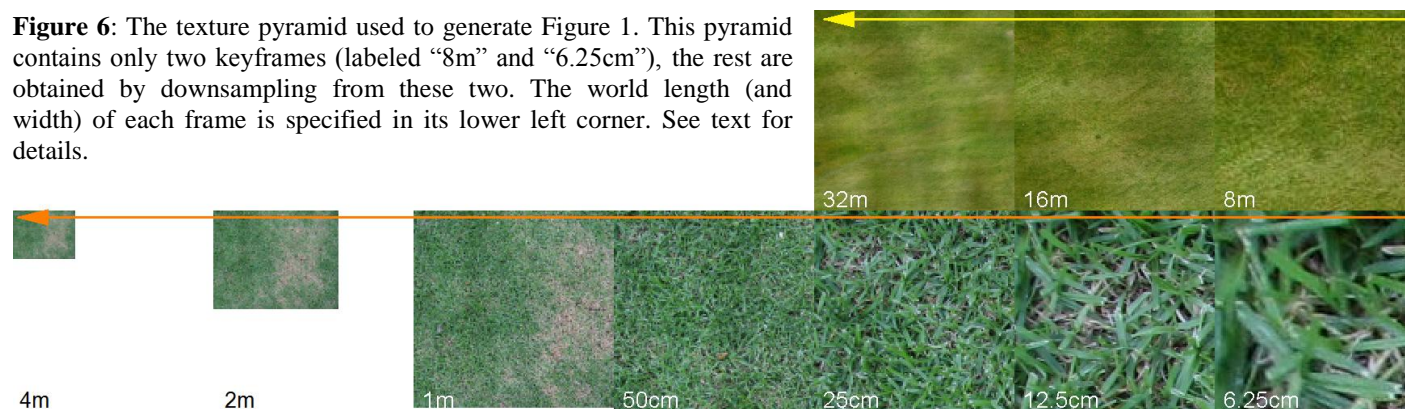 Figure 6: The texture pyramid used to generate Figure 1. This pyramid
contains only two keyframes (labeled “8m” and “6.25cm”), the rest are
obtained by downsampling from these two. The world length (and
width) of each frame is specified in its lower left corner. See text for
details.
32m 16m 8m
4m 2m 1m 50cm 25cm 12.5cm 6.25cm